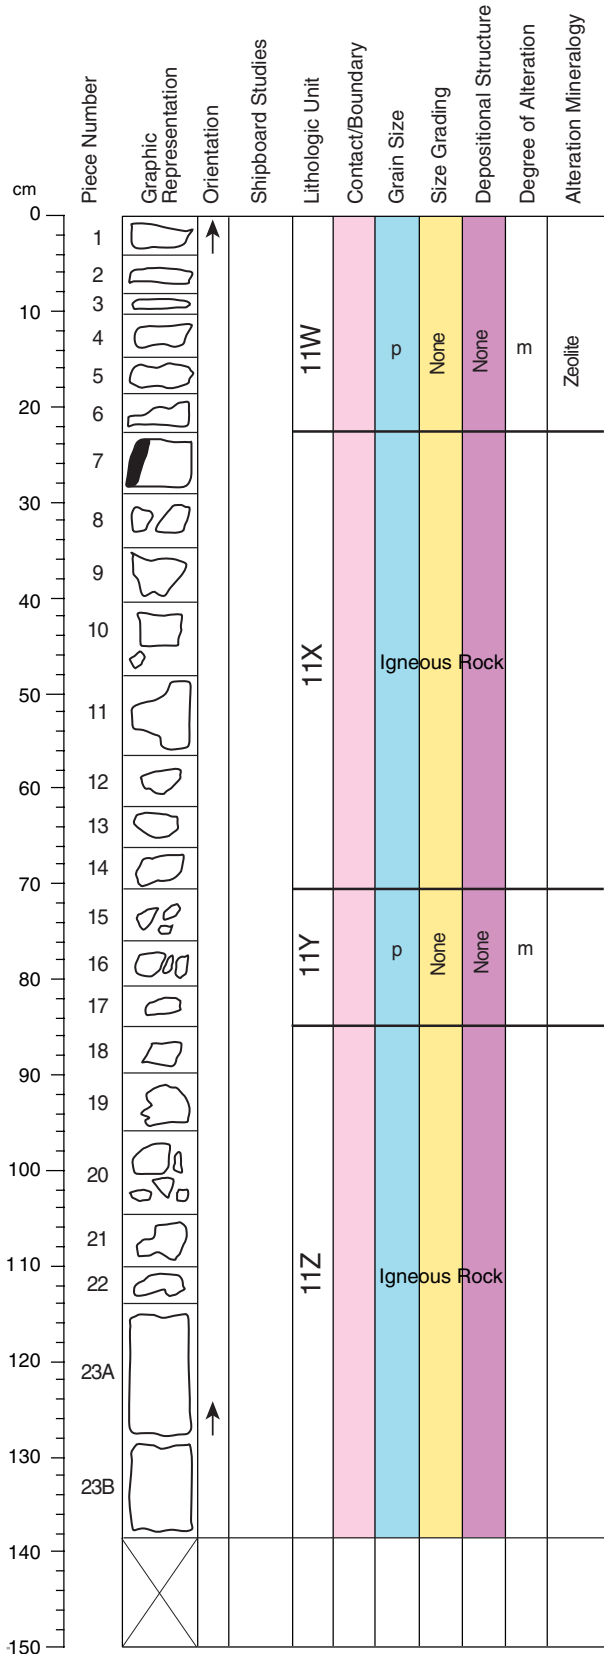 cm
Piece Number
Graphic
Representation
Orientation
Shipboard Studies
Lithologic Unit
Contact/Boundary
Grain Size
Size Grading
Depositional Structure
Degree of Alteration
Alteration Mineralogy
0
10
20
30
40
50
60
70
80
90
100
110
120
130
140
150
1
2
3
4
5
6
7
8
9
10
11
12
13
14
15
16
17
18
19
20
21
22
23A
23B
11W
p
None
None
m
Zeolite
11X
Igneous Rock
11Y
p
None
None
m
11Z
Igneous Rock